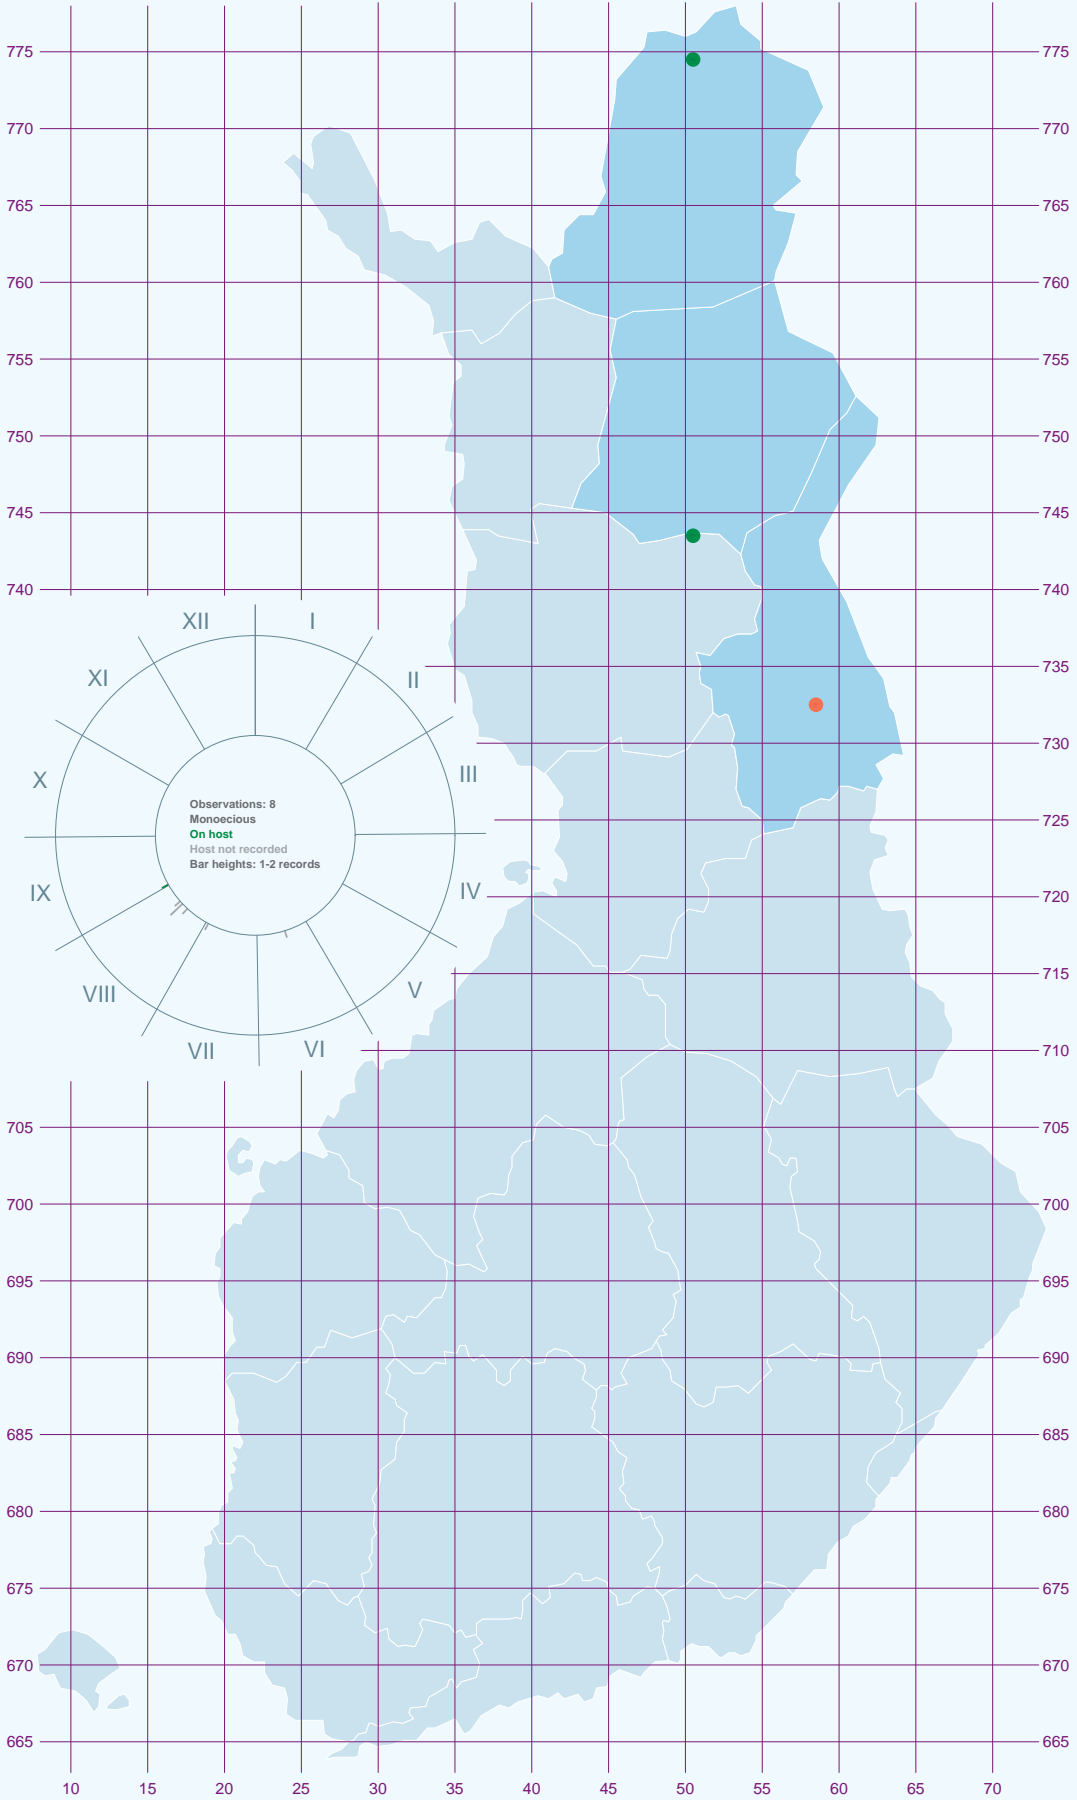 775 775
770 770
765 765
760 760
755 755
750 750
745 745
740 740
XII I
735
XI II
730
X III
Observations: 8
Monoecious
On host
Host not recorded
Bar heights: 1-2 records
725
IX IV
720
VIII V
715
VII VI
710
705 705
700 700
695 695
690 690
685 685
680 680
675 675
670 670
665 665
10 15 20 25 30 35 40 45 50 55 60 65 70